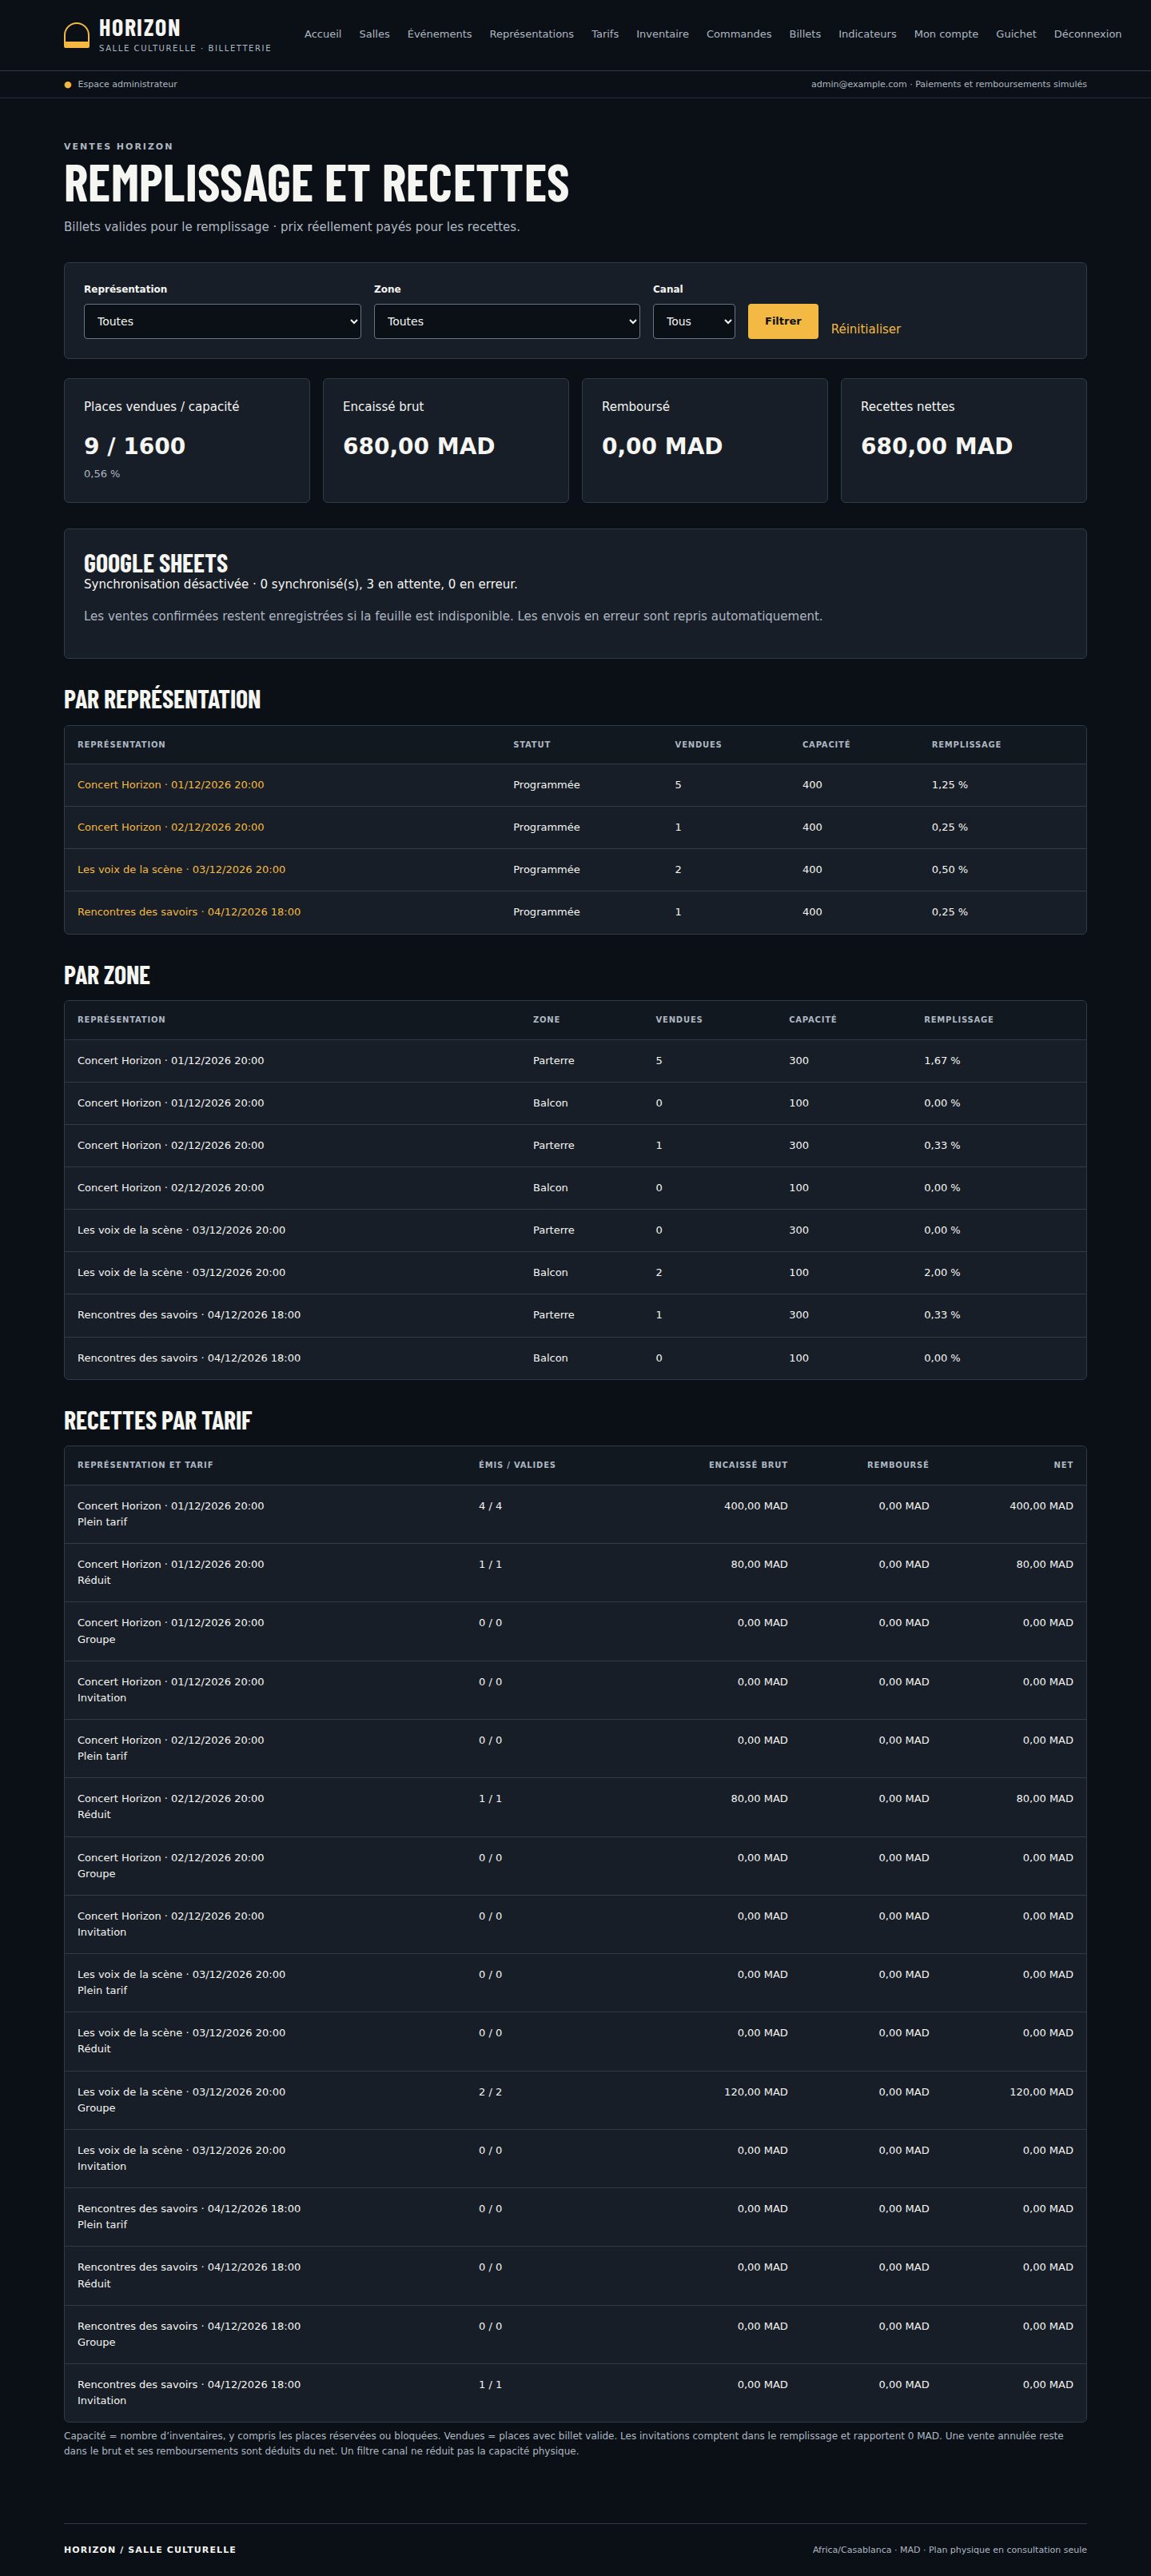 HORIZON
SALLE CULTURELLE · BILLETTERIE
Accueil Salles Événements Représentations Tarifs Inventaire Commandes Billets Indicateurs Mon compte Guichet Déconnexion
Espace administrateur
admin@example.com · Paiements et remboursements simulés
VENTES HORIZON
REMPLISSAGE ET RECETTES
Billets valides pour le remplissage · prix réellement payés pour les recettes.
Représentation Zone Canal
Toutes Toutes Tous Filtrer Réinitialiser
Places vendues / capacité
9 / 1600
0,56 %
Encaissé brut
680,00 MAD
Remboursé
0,00 MAD
Recettes nettes
680,00 MAD
GOOGLE SHEETS
Synchronisation désactivée · 0 synchronisé(s), 3 en attente, 0 en erreur.
Les ventes confirmées restent enregistrées si la feuille est indisponible. Les envois en erreur sont repris automatiquement.
PAR REPRÉSENTATION
REPRÉSENTATION STATUT VENDUES CAPACITÉ REMPLISSAGE
Concert Horizon · 01/12/2026 20:00 Programmée 5 400 1,25 %
Concert Horizon · 02/12/2026 20:00 Programmée 1 400 0,25 %
Les voix de la scène · 03/12/2026 20:00 Programmée 2 400 0,50 %
Rencontres des savoirs · 04/12/2026 18:00 Programmée 1 400 0,25 %
PAR ZONE
REPRÉSENTATION ZONE VENDUES CAPACITÉ REMPLISSAGE
Concert Horizon · 01/12/2026 20:00 Parterre 5 300 1,67 %
Concert Horizon · 01/12/2026 20:00 Balcon 0 100 0,00 %
Concert Horizon · 02/12/2026 20:00 Parterre 1 300 0,33 %
Concert Horizon · 02/12/2026 20:00 Balcon 0 100 0,00 %
Les voix de la scène · 03/12/2026 20:00 Parterre 0 300 0,00 %
Les voix de la scène · 03/12/2026 20:00 Balcon 2 100 2,00 %
Rencontres des savoirs · 04/12/2026 18:00 Parterre 1 300 0,33 %
Rencontres des savoirs · 04/12/2026 18:00 Balcon 0 100 0,00 %
RECETTES PAR TARIF
REPRÉSENTATION ET TARIF ÉMIS / VALIDES ENCAISSÉ BRUT REMBOURSÉ NET
Concert Horizon · 01/12/2026 20:00 4 / 4 400,00 MAD 0,00 MAD 400,00 MAD
Plein tarif
Concert Horizon · 01/12/2026 20:00 1 / 1 80,00 MAD 0,00 MAD 80,00 MAD
Réduit
Concert Horizon · 01/12/2026 20:00 0 / 0 0,00 MAD 0,00 MAD 0,00 MAD
Groupe
Concert Horizon · 01/12/2026 20:00 0 / 0 0,00 MAD 0,00 MAD 0,00 MAD
Invitation
Concert Horizon · 02/12/2026 20:00 0 / 0 0,00 MAD 0,00 MAD 0,00 MAD
Plein tarif
Concert Horizon · 02/12/2026 20:00 1 / 1 80,00 MAD 0,00 MAD 80,00 MAD
Réduit
Concert Horizon · 02/12/2026 20:00 0 / 0 0,00 MAD 0,00 MAD 0,00 MAD
Groupe
Concert Horizon · 02/12/2026 20:00 0 / 0 0,00 MAD 0,00 MAD 0,00 MAD
Invitation
Les voix de la scène · 03/12/2026 20:00 0 / 0 0,00 MAD 0,00 MAD 0,00 MAD
Plein tarif
Les voix de la scène · 03/12/2026 20:00 0 / 0 0,00 MAD 0,00 MAD 0,00 MAD
Réduit
Les voix de la scène · 03/12/2026 20:00 2 / 2 120,00 MAD 0,00 MAD 120,00 MAD
Groupe
Les voix de la scène · 03/12/2026 20:00 0 / 0 0,00 MAD 0,00 MAD 0,00 MAD
Invitation
Rencontres des savoirs · 04/12/2026 18:00 0 / 0 0,00 MAD 0,00 MAD 0,00 MAD
Plein tarif
Rencontres des savoirs · 04/12/2026 18:00 0 / 0 0,00 MAD 0,00 MAD 0,00 MAD
Réduit
Rencontres des savoirs · 04/12/2026 18:00 0 / 0 0,00 MAD 0,00 MAD 0,00 MAD
Groupe
Rencontres des savoirs · 04/12/2026 18:00 1 / 1 0,00 MAD 0,00 MAD 0,00 MAD
Invitation
Capacité = nombre d’inventaires, y compris les places réservées ou bloquées. Vendues = places avec billet valide. Les invitations comptent dans le remplissage et rapportent 0 MAD. Une vente annulée reste
dans le brut et ses remboursements sont déduits du net. Un filtre canal ne réduit pas la capacité physique.
HORIZON / SALLE CULTURELLE
Africa/Casablanca · MAD · Plan physique en consultation seule